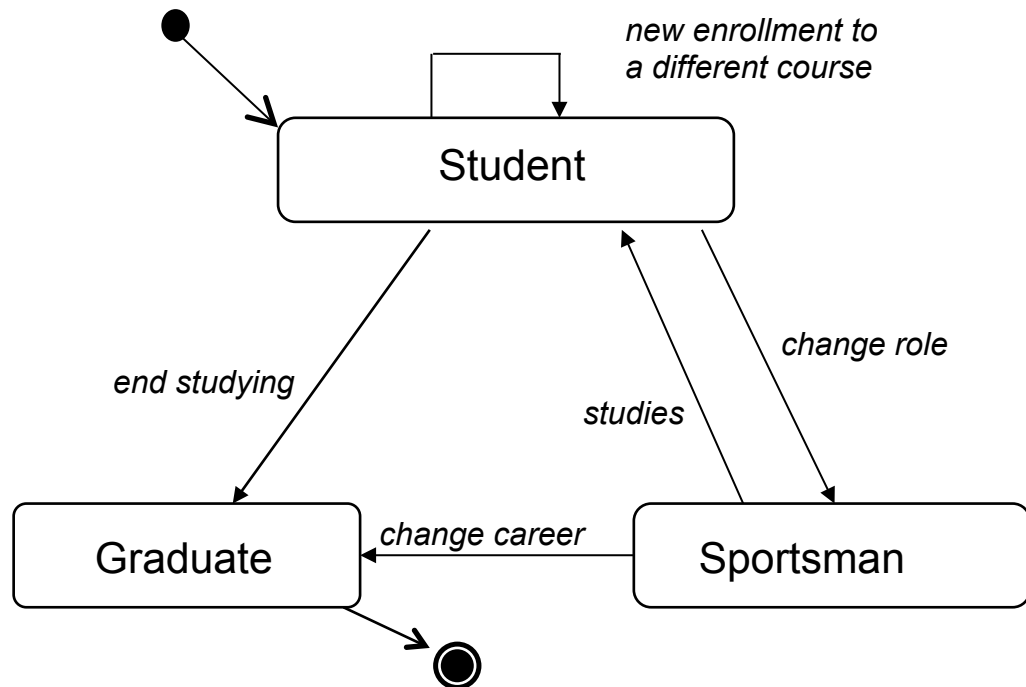 new enrollment to
a different course
Student
change role
end studying
studies
change career
Graduate
Sportsman